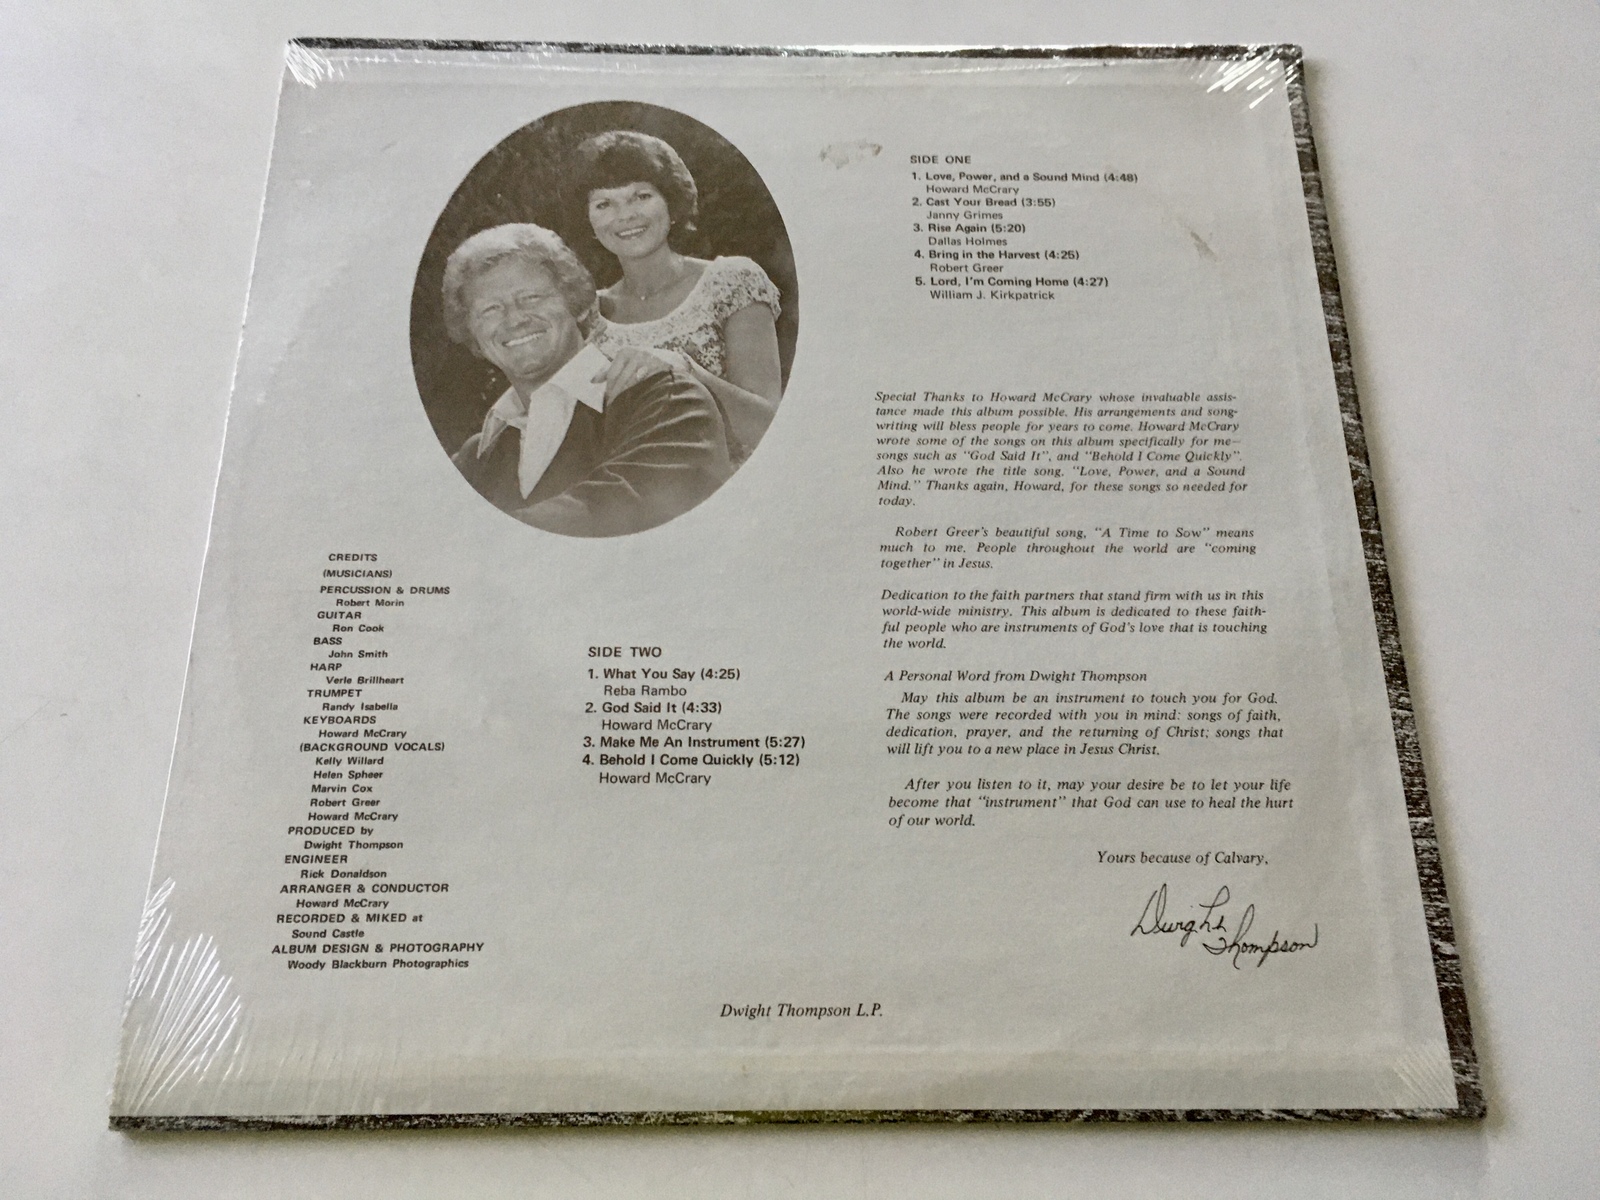 SIDE ONE
1. Love, Power, and a Sound Mind (4:48)
Howard McCrary
2. Cast Your Bread (3:55)
Janny Grimes
3. Rise Again (5:20)
Dallas Holmes
4. Bring in the Harvest (4:25)
Robert Greer
5. Lord, I'm Coming Home (4:27)
William J. Kirkpatrick
Special Thanks to Howard McCrary whose invaluable assis-
tance made this album possible. His arrangements and song-
writing will bless people for years to come. Howard McCrary
wrote some of the songs on this album specifically for me—
songs such as "God Said It", and "Behold I Come Quickly".
Also he wrote the title song, "Love, Power, and a Sound
Mind." Thanks again, Howard, for these songs so needed for
today.
Robert Greer's beautiful song, "A Time to Sow" means
much to me. People throughout the world are "coming
together" in Jesus.
Dedication to the faith partners that stand firm with us in this
world-wide ministry. This album is dedicated to these faith-
ful people who are instruments of God's love that is touching
the world.
A Personal Word from Dwight Thompson
May this album be an instrument to touch you for God.
The songs were recorded with you in mind: songs of faith,
dedication, prayer, and the returning of Christ; songs that
will lift you to a new place in Jesus Christ.
After you listen to it, may your desire be to let your life
become that "instrument" that God can use to heal the hurt
of our world.
Yours because of Calvary,
Dwight
Thompson
CREDITS
(MUSICIANS)
PERCUSSION & DRUMS
Robert Morin
GUITAR
Ron Cook
BASS
John Smith
HARP
Verle Brillheart
TRUMPET
Randy Isabella
KEYBOARDS
Howard McCrary
(BACKGROUND VOCALS)
Kelly Willard
Helen Spheer
Marvin Cox
Robert Greer
Howard McCrary
PRODUCED by
Dwight Thompson
ENGINEER
Rick Donaldson
ARRANGER & CONDUCTOR
Howard McCrary
RECORDED & MIKED at
Sound Castle
ALBUM DESIGN & PHOTOGRAPHY
Woody Blackburn Photographics
SIDE TWO
1. What You Say (4:25)
Reba Rambo
2. God Said It (4:33)
Howard McCrary
3. Make Me An Instrument (5:27)
4. Behold I Come Quickly (5:12)
Howard McCrary
Dwight Thompson L.P.